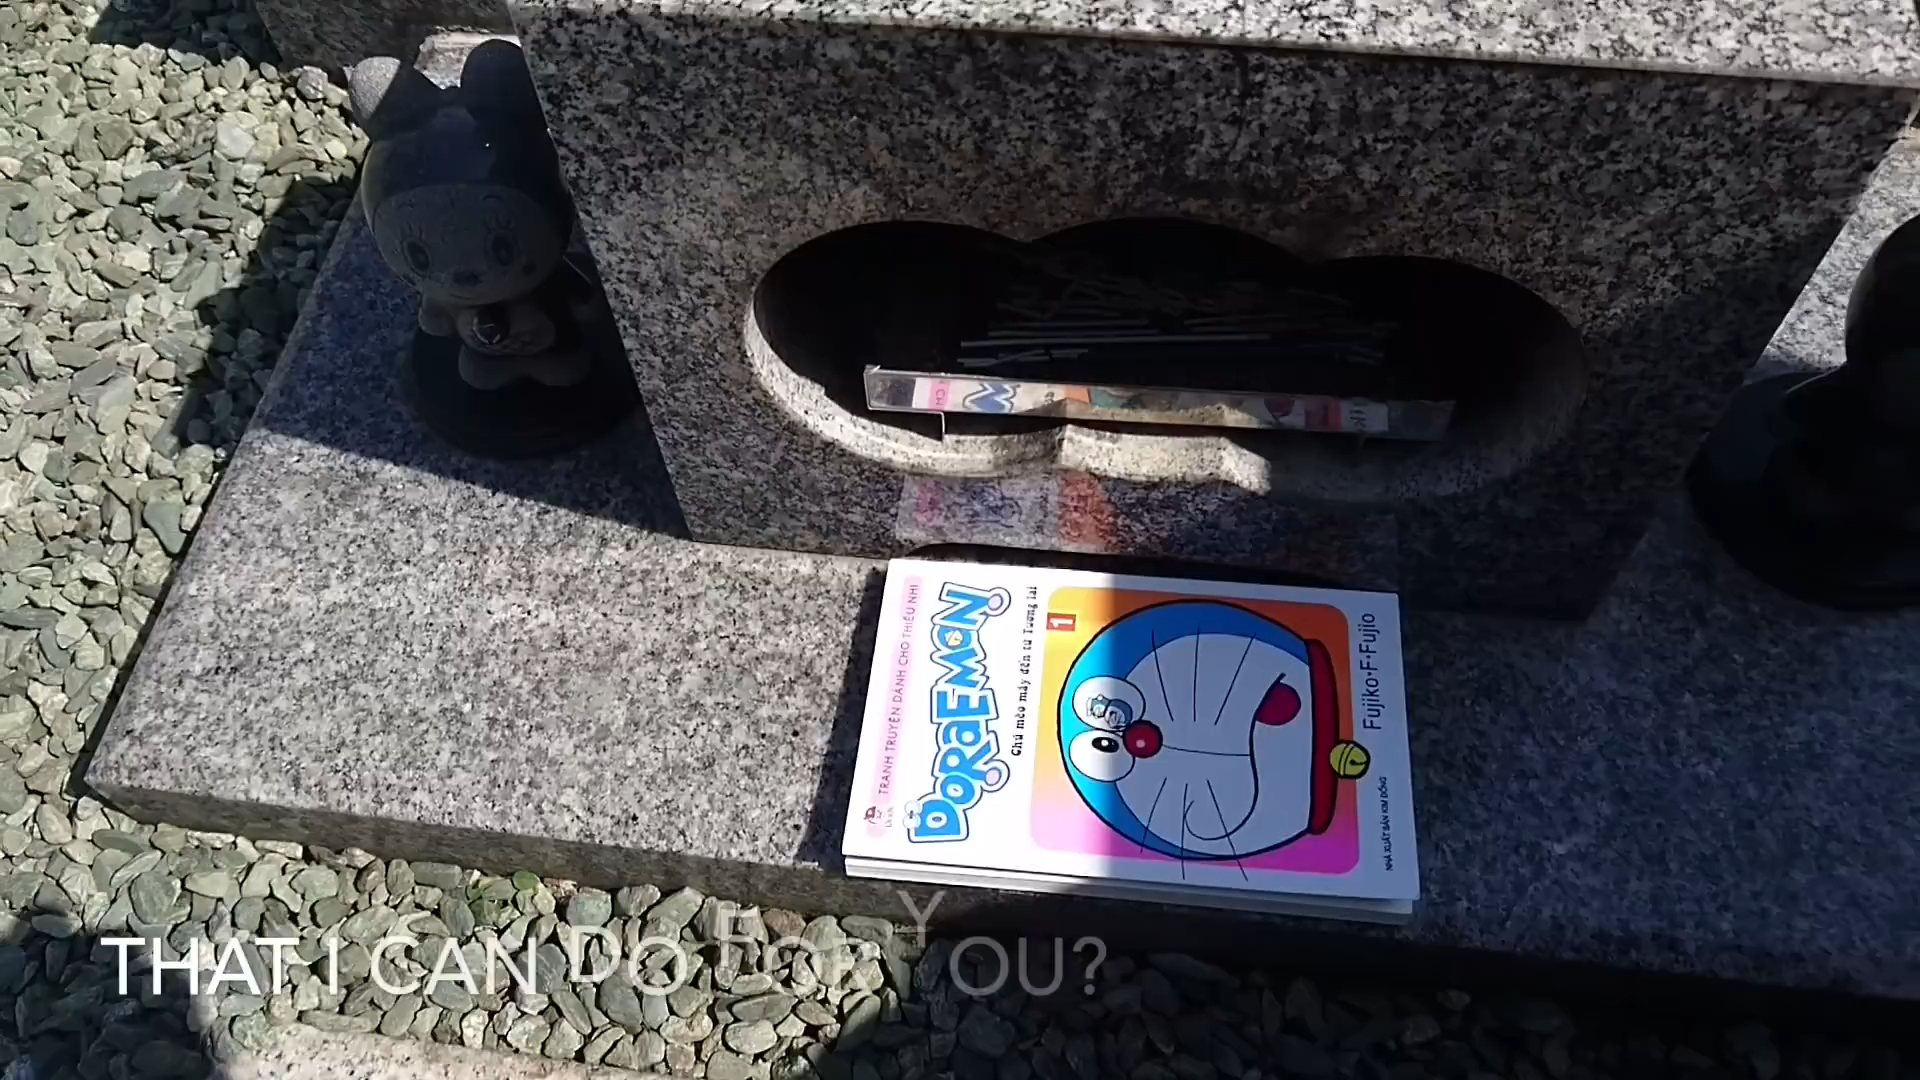 TRANH TRUYỆN DÀNH CHO THIẾU NHI
DORAEMON
Chú mèo máy đến từ Tương lai
1
Fujiko•F•Fujio
NHÀ XUẤT BẢN KIM ĐỒNG
THAT I CAN DO FOR YOU?